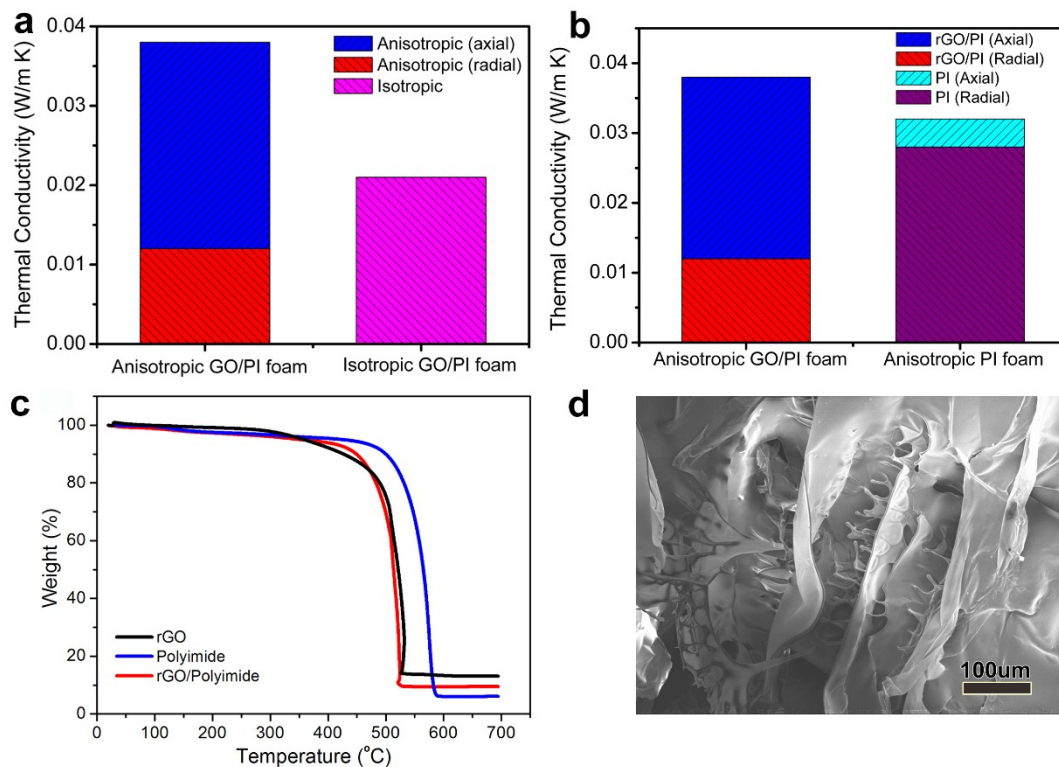 a
0.04
0.03
0.02
0.01
0.00
Thermal Conductivity (W/m K)
Anisotropic (axial)
Anisotropic (radial)
Isotropic
Anisotropic GO/PI foam
Isotropic GO/PI foam
b
0.04
0.03
0.02
0.01
0.00
Thermal Conductivity (W/m K)
rGO/PI (Axial)
rGO/PI (Radial)
PI (Axial)
PI (Radial)
Anisotropic GO/PI foam
Anisotropic PI foam
c
100
80
60
40
20
0
Weight (%)
rGO
Polyimide
rGO/Polyimide
0
100
200
300
400
500
600
700
Temperature (°C)
d
100um